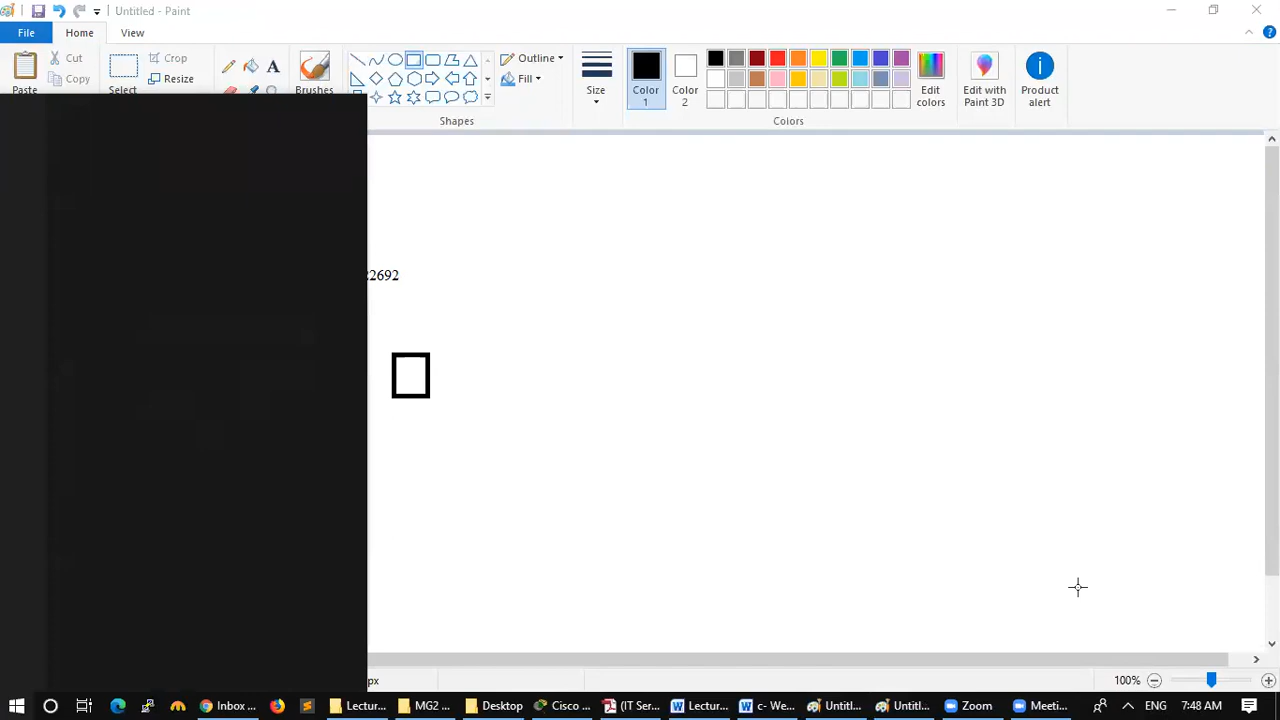 Untitled - Paint
File Home View
Cut
Copy
Paste
Crop
Resize
Select
A
Brushes
Outline
Fill
Shapes
Size
Color 1
Color 2
Edit colors
Colors
Edit with Paint 3D
Product alert
22692
px
100%
Inbox ...
Lectur...
MG2 ...
Desktop
Cisco ...
(IT Ser...
Lectur...
c- We...
Untitl...
Untitl...
Zoom
Meeti...
ENG
7:48 AM